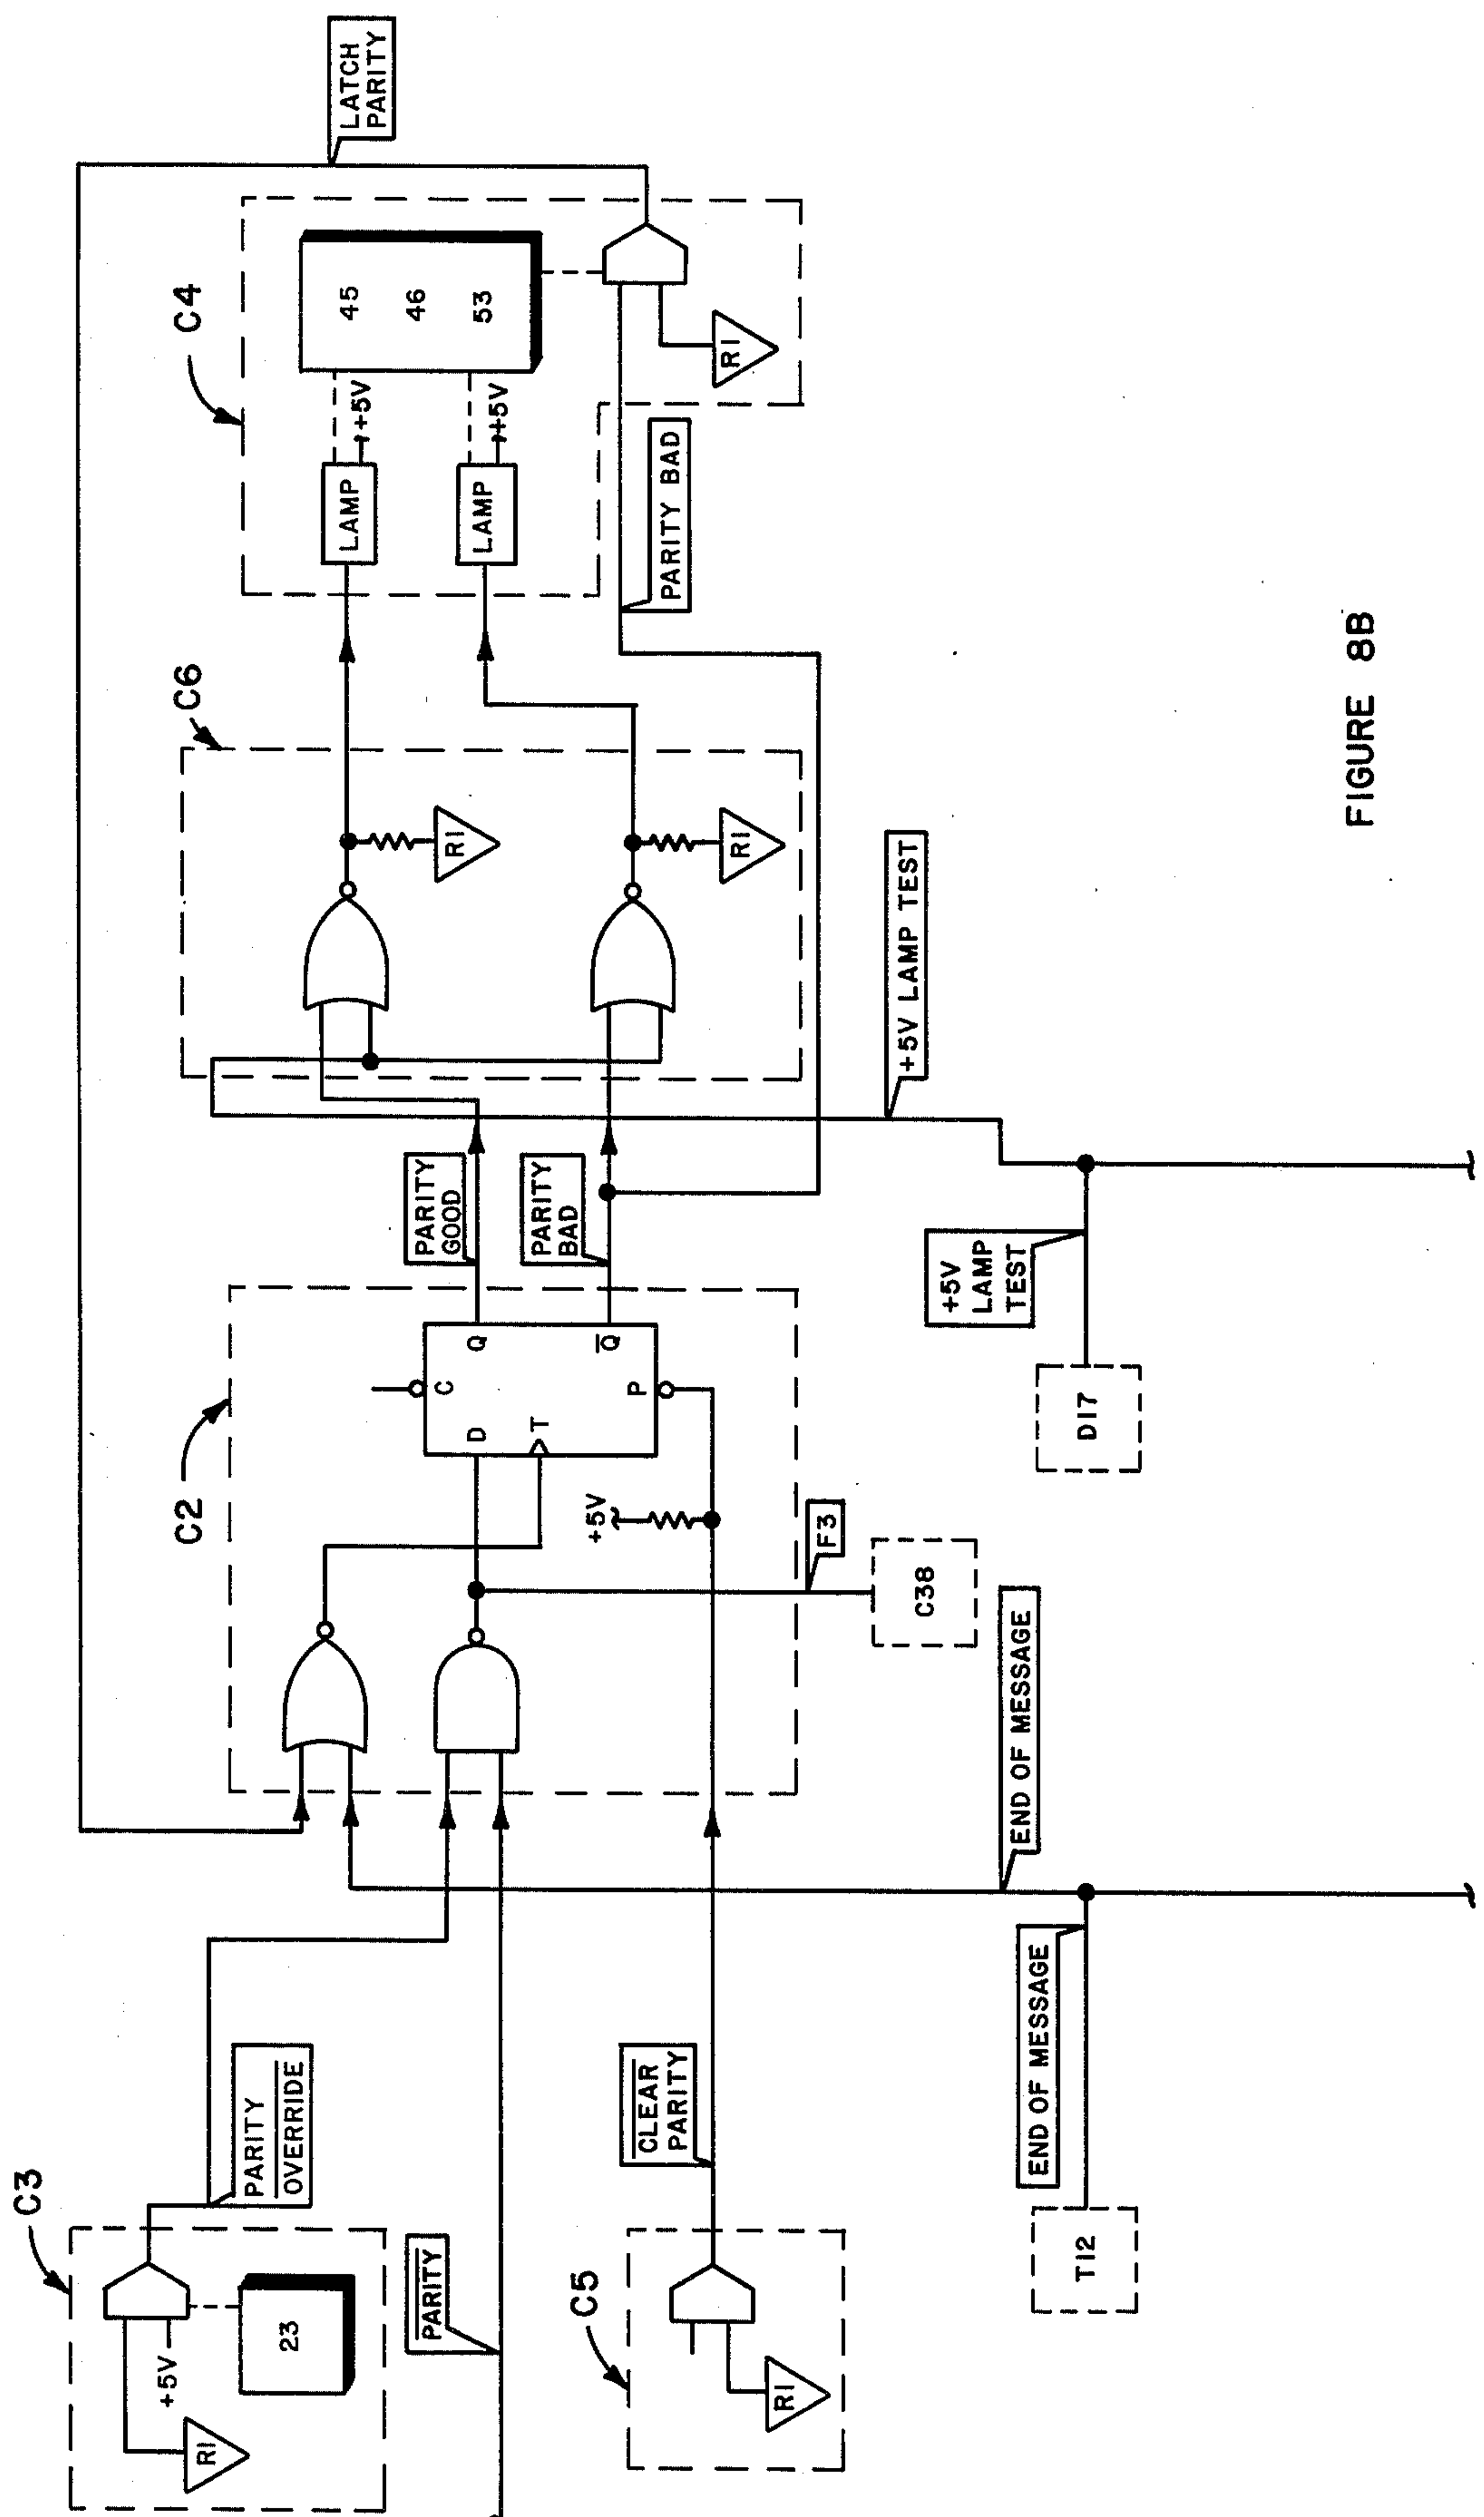 C3
+5V
R1
23
PARITY
OVERRIDE
PARITY
C5
R1
CLEAR
PARITY
END OF MESSAGE
T12
END OF MESSAGE
C2
D
T
C
P
Q
Q
+5V
F3
C38
PARITY
GOOD
PARITY
BAD
+5V
LAMP
TEST
D17
+5V LAMP TEST
C6
R1
R1
PARITY BAD
C4
LAMP
+5V
LAMP
+5V
45
46
53
R1
LATCH
PARITY
FIGURE 8B